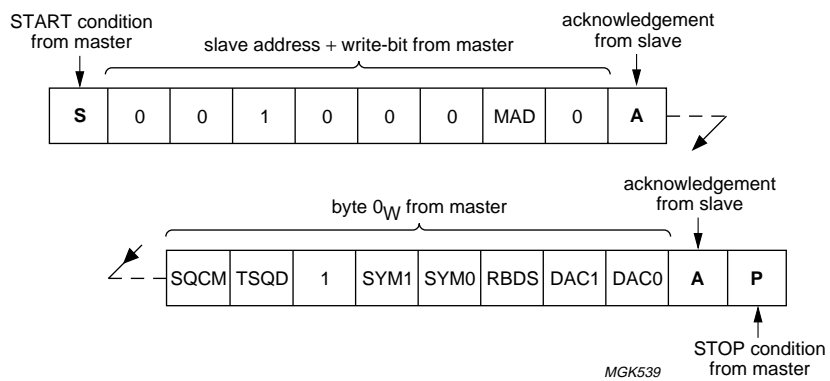 START condition
from master
slave address + write-bit from master
acknowledgement
from slave
S 0 0 1 0 0 0 MAD 0 A
byte 0W from master
acknowledgement
from slave
SQCM TSQD 1 SYM1 SYM0 RBDS DAC1 DAC0 A P
STOP condition
from master
MGK539